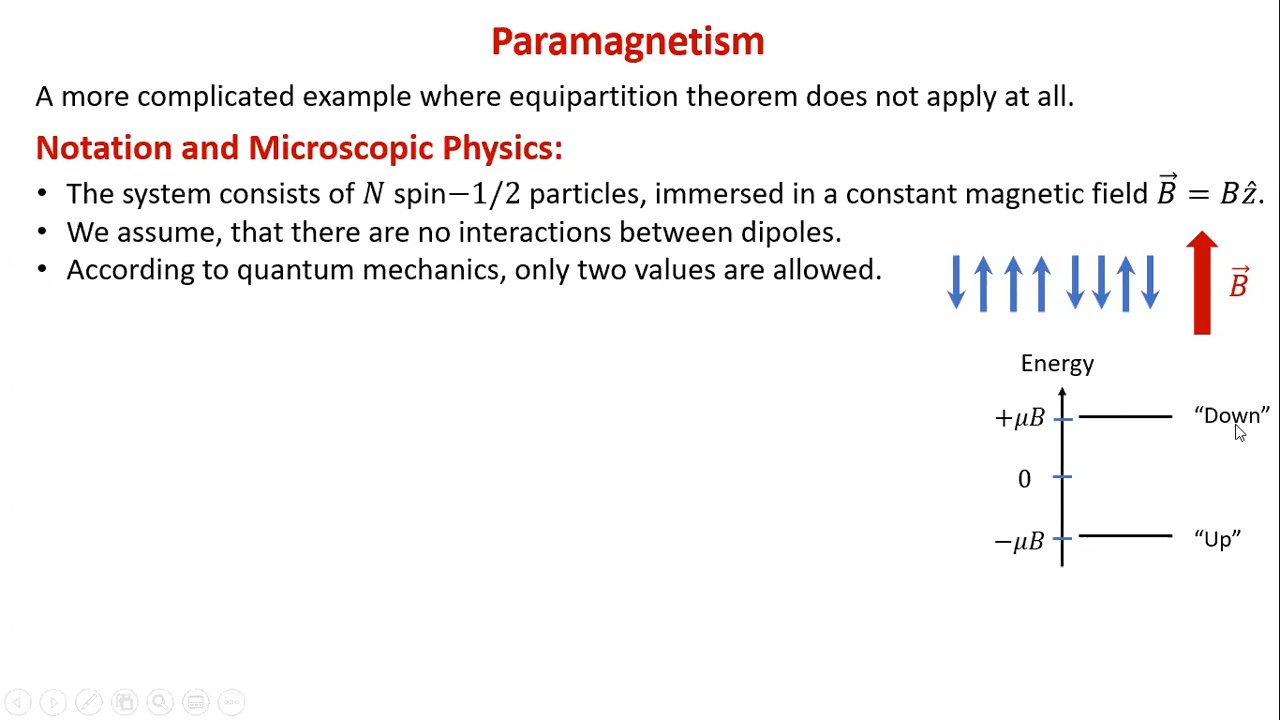 Paramagnetism
A more complicated example where equipartition theorem does not apply at all.
Notation and Microscopic Physics:
• The system consists of N spin−1/2 particles, immersed in a constant magnetic field B⃗ = Bẑ.
• We assume, that there are no interactions between dipoles.
• According to quantum mechanics, only two values are allowed.
B⃗
Energy
+μB "Down"
0
−μB "Up"